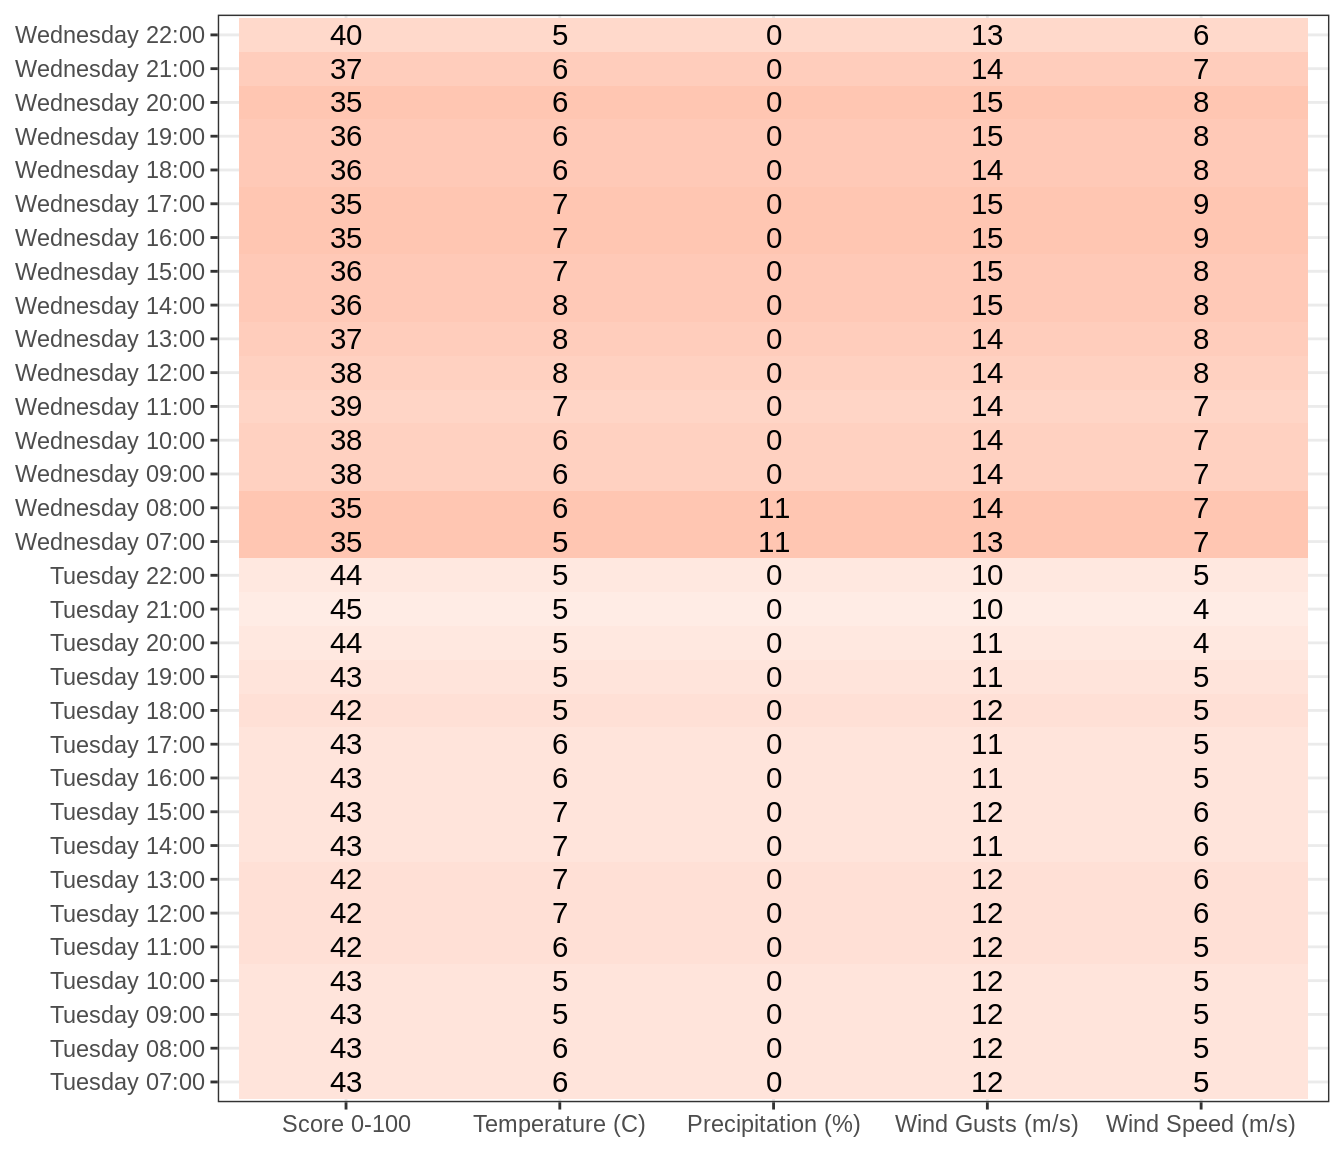 Wednesday 22:00 40 5 0 13 6
Wednesday 21:00 37 6 0 14 7
Wednesday 20:00 35 6 0 15 8
Wednesday 19:00 36 6 0 15 8
Wednesday 18:00 36 6 0 14 8
Wednesday 17:00 35 7 0 15 9
Wednesday 16:00 35 7 0 15 9
Wednesday 15:00 36 7 0 15 8
Wednesday 14:00 36 8 0 15 8
Wednesday 13:00 37 8 0 14 8
Wednesday 12:00 38 8 0 14 8
Wednesday 11:00 39 7 0 14 7
Wednesday 10:00 38 6 0 14 7
Wednesday 09:00 38 6 0 14 7
Wednesday 08:00 35 6 11 14 7
Wednesday 07:00 35 5 11 13 7
Tuesday 22:00 44 5 0 10 5
Tuesday 21:00 45 5 0 10 4
Tuesday 20:00 44 5 0 11 4
Tuesday 19:00 43 5 0 11 5
Tuesday 18:00 42 5 0 12 5
Tuesday 17:00 43 6 0 11 5
Tuesday 16:00 43 6 0 11 5
Tuesday 15:00 43 7 0 12 6
Tuesday 14:00 43 7 0 11 6
Tuesday 13:00 42 7 0 12 6
Tuesday 12:00 42 7 0 12 6
Tuesday 11:00 42 6 0 12 5
Tuesday 10:00 43 5 0 12 5
Tuesday 09:00 43 5 0 12 5
Tuesday 08:00 43 6 0 12 5
Tuesday 07:00 43 6 0 12 5
Score 0-100 Temperature (C) Precipitation (%) Wind Gusts (m/s) Wind Speed (m/s)